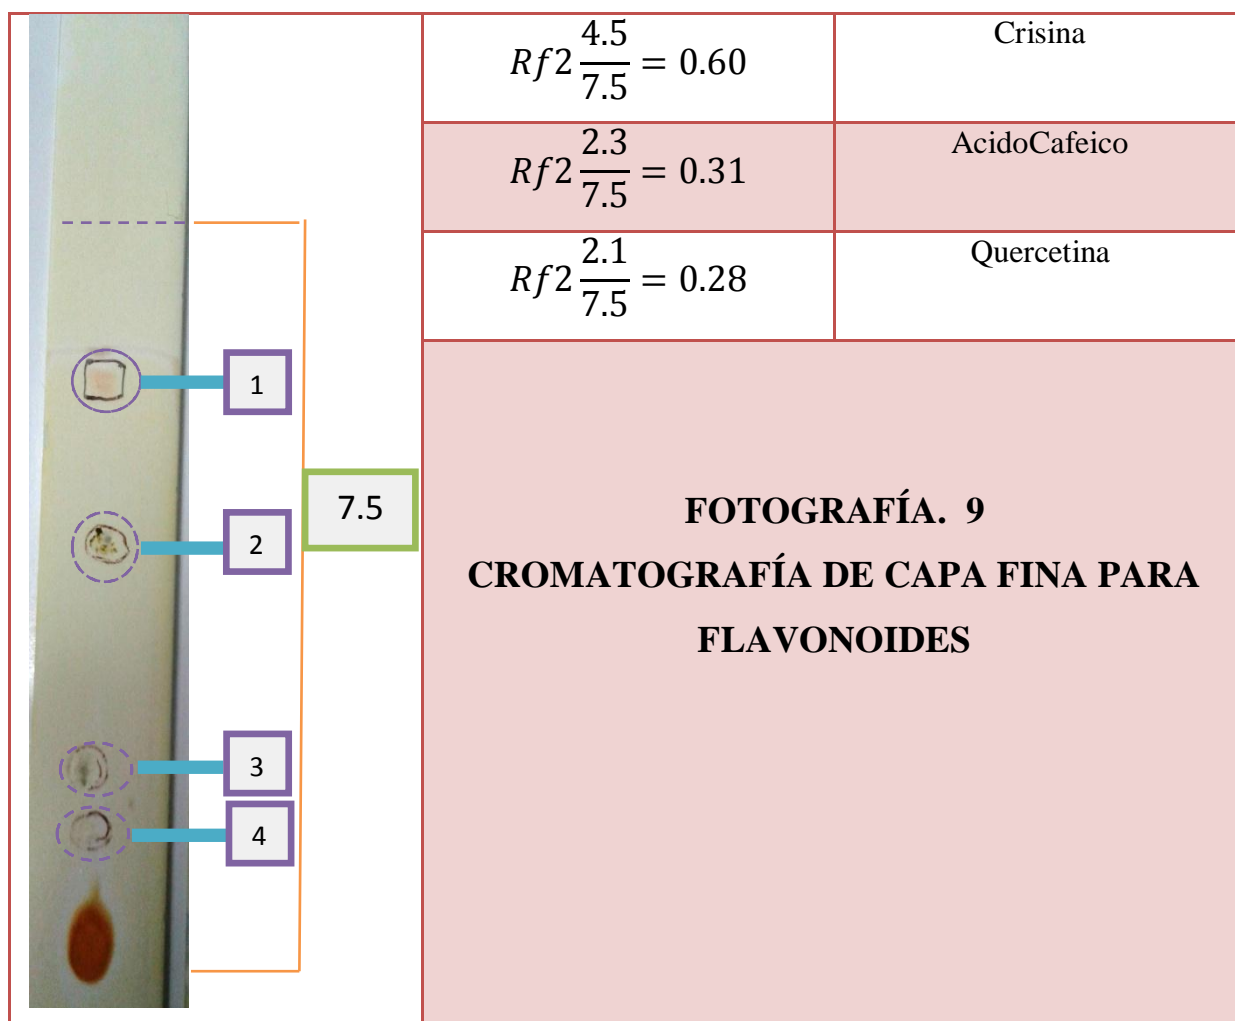 Rf2 4.5/7.5 = 0.60
Crisina
Rf2 2.3/7.5 = 0.31
AcidoCafeico
Rf2 2.1/7.5 = 0.28
Quercetina
1
2
7.5
3
4
FOTOGRAFÍA. 9
CROMATOGRAFÍA DE CAPA FINA PARA
FLAVONOIDES